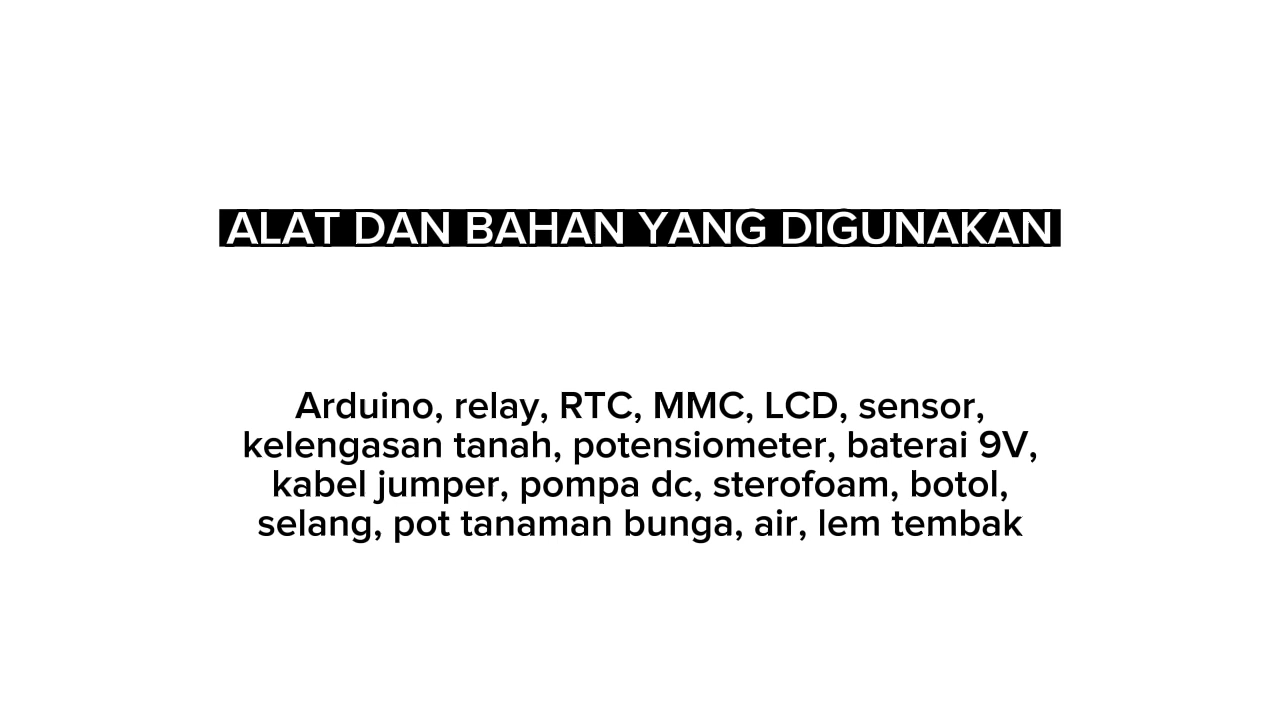 ALAT DAN BAHAN YANG DIGUNAKAN
Arduino, relay, RTC, MMC, LCD, sensor,
kelengasan tanah, potensiometer, baterai 9V,
kabel jumper, pompa dc, sterofoam, botol,
selang, pot tanaman bunga, air, lem tembak